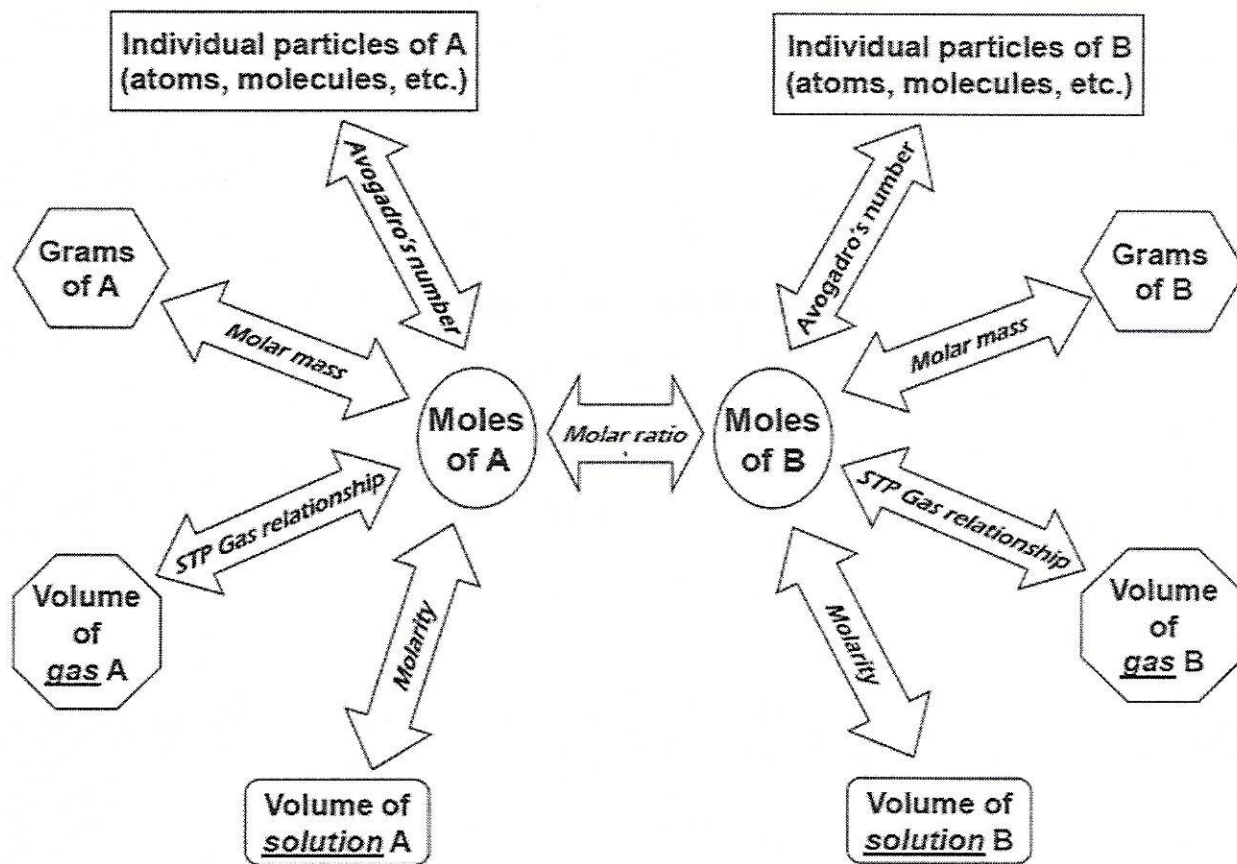 Individual particles of A
(atoms, molecules, etc.)
Individual particles of B
(atoms, molecules, etc.)
Avogadro's number
Avogadro's number
Grams
of A
Grams
of B
Molar mass
Molar mass
Moles
of A
Molar ratio
Moles
of B
STP Gas relationship
STP Gas relationship
Volume
of
gas A
Volume
of
gas B
Molarity
Molarity
Volume of
solution A
Volume of
solution B